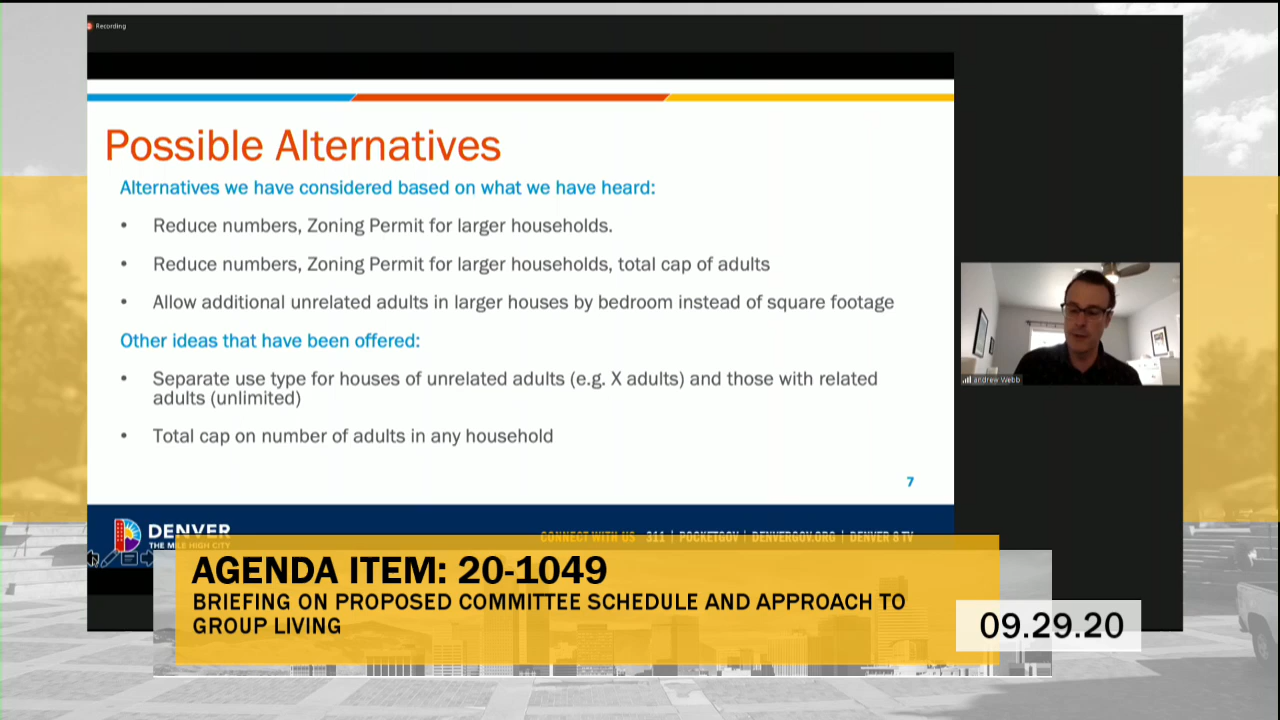 Recording
Possible Alternatives
Alternatives we have considered based on what we have heard:
• Reduce numbers, Zoning Permit for larger households.
• Reduce numbers, Zoning Permit for larger households, total cap of adults
• Allow additional unrelated adults in larger houses by bedroom instead of square footage
Other ideas that have been offered:
• Separate use type for houses of unrelated adults (e.g. X adults) and those with related
adults (unlimited)
• Total cap on number of adults in any household
7
andrew Webb
DENVER
THE MILE HIGH CITY
CONNECT WITH US 311 | POCKETGOV | DENVERGOV.ORG | DENVER 8 TV
AGENDA ITEM: 20-1049
BRIEFING ON PROPOSED COMMITTEE SCHEDULE AND APPROACH TO
GROUP LIVING
09.29.20